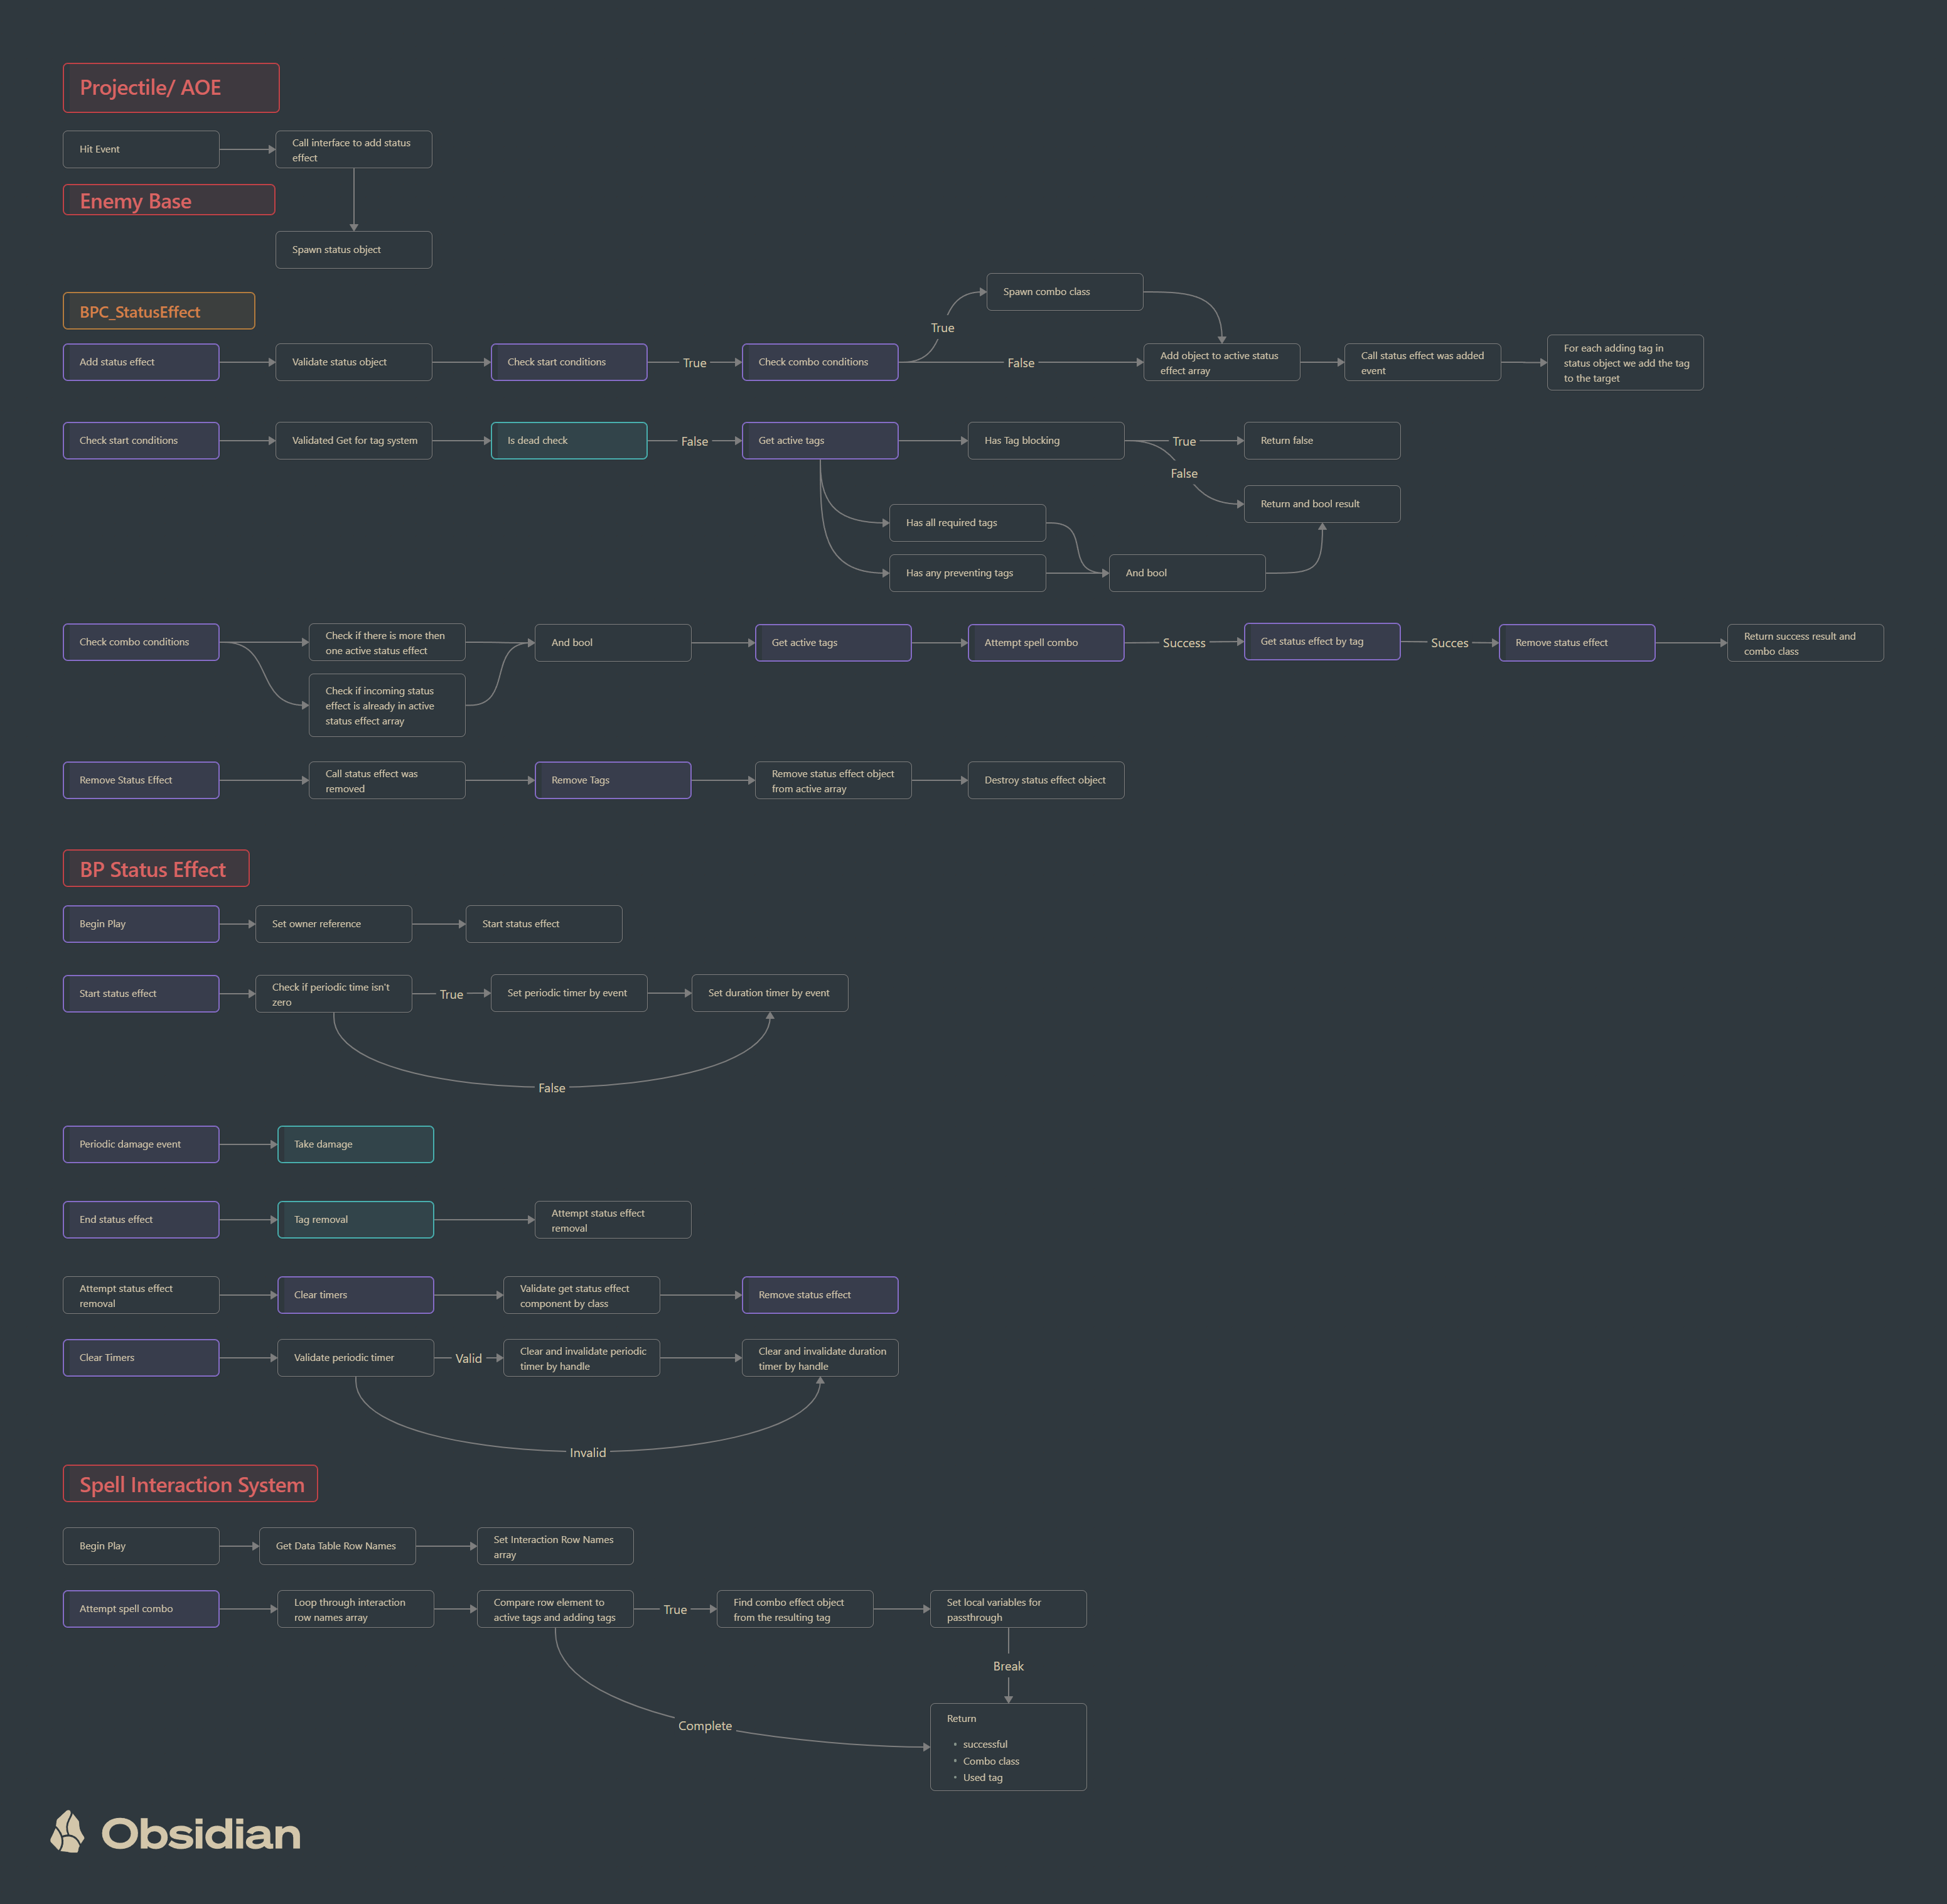 Projectile/ AOE
Hit Event
Call interface to add status
effect
Enemy Base
Spawn status object
BPC_StatusEffect
Spawn combo class
True
Add status effect
Validate status object
Check start conditions
True
Check combo conditions
False
Add object to active status
effect array
Call status effect was added
event
For each adding tag in
status object we add the tag
to the target
Check start conditions
Validated Get for tag system
Is dead check
False
Get active tags
Has Tag blocking
True
Return false
False
Return and bool result
Has all required tags
Has any preventing tags
And bool
Check combo conditions
Check if there is more then
one active status effect
And bool
Get active tags
Attempt spell combo
Success
Get status effect by tag
Succes
Remove status effect
Return success result and
combo class
Check if incoming status
effect is already in active
status effect array
Remove Status Effect
Call status effect was
removed
Remove Tags
Remove status effect object
from active array
Destroy status effect object
BP Status Effect
Begin Play
Set owner reference
Start status effect
Start status effect
Check if periodic time isn't
zero
True
Set periodic timer by event
Set duration timer by event
False
Periodic damage event
Take damage
End status effect
Tag removal
Attempt status effect
removal
Attempt status effect
removal
Clear timers
Validate get status effect
component by class
Remove status effect
Clear Timers
Validate periodic timer
Valid
Clear and invalidate periodic
timer by handle
Clear and invalidate duration
timer by handle
Invalid
Spell Interaction System
Begin Play
Get Data Table Row Names
Set Interaction Row Names
array
Attempt spell combo
Loop through interaction
row names array
Compare row element to
active tags and adding tags
True
Find combo effect object
from the resulting tag
Set local variables for
passthrough
Break
Complete
Return
• successful
• Combo class
• Used tag
Obsidian